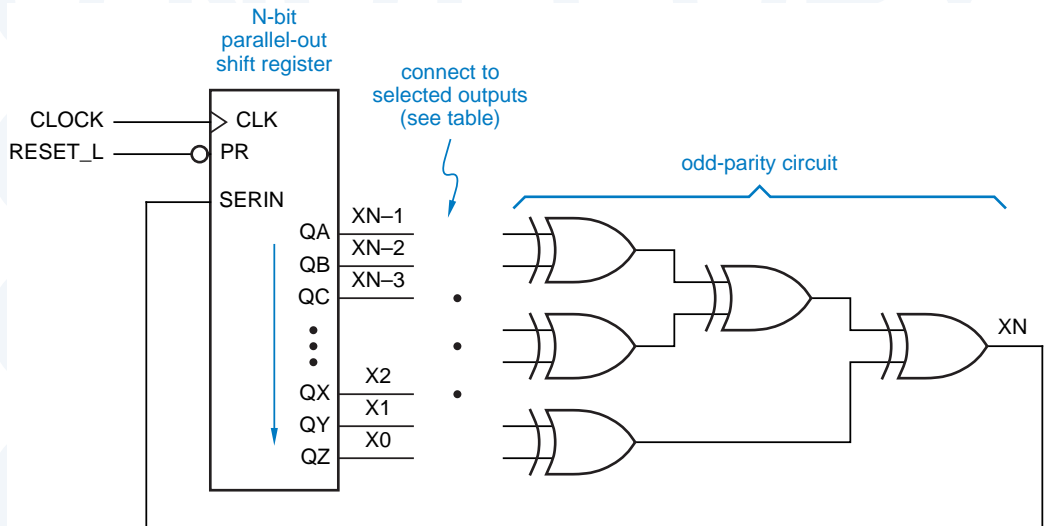 N-bit
parallel-out
shift register
connect to
selected outputs
(see table)
odd-parity circuit
CLOCK
CLK
RESET_L
PR
SERIN
QA
XN–1
QB
XN–2
QC
XN–3
QX
X2
QY
X1
QZ
X0
XN